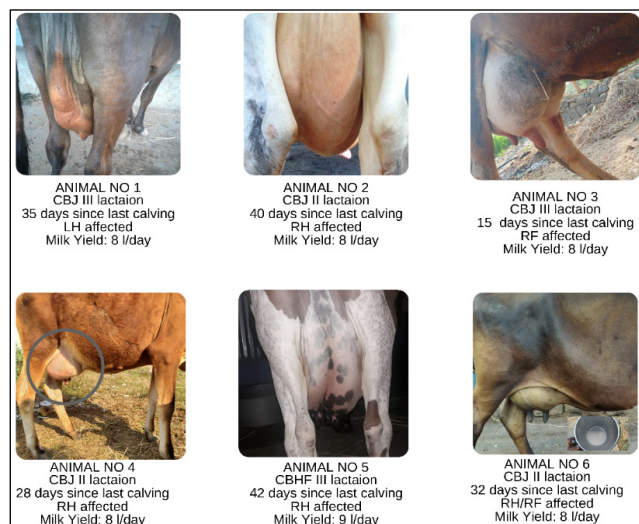 ANIMAL NO 1
CBJ III lactaion
35 days since last calving
LH affected
Milk Yield: 8 l/day
ANIMAL NO 2
CBJ II lactaion
40 days since last calving
RH affected
Milk Yield: 8 l/day
ANIMAL NO 3
CBJ III lactaion
15 days since last calving
RF affected
Milk Yield: 8 l/day
ANIMAL NO 4
CBJ II lactaion
28 days since last calving
RH affected
Milk Yield: 8 l/day
ANIMAL NO 5
CBHF III lactaion
42 days since last calving
RH affected
Milk Yield: 9 l/day
ANIMAL NO 6
CBJ II lactaion
32 days since last calving
RH/RF affected
Milk Yield: 8 l/day